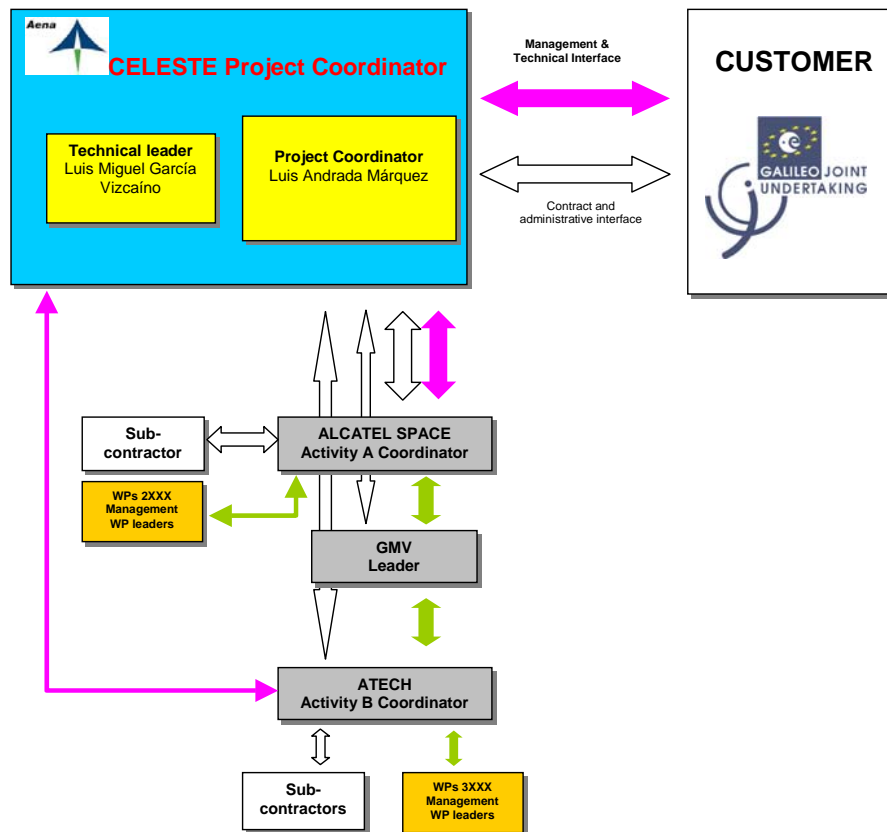 Aena
CELESTE Project Coordinator
Technical leader
Luis Miguel García
Vizcaíno
Project Coordinator
Luis Andrada Márquez
Management &
Technical Interface
Contract and
administrative interface
CUSTOMER
GALILEO JOINT
UNDERTAKING
Sub-
contractor
ALCATEL SPACE
Activity A Coordinator
WPs 2XXX
Management
WP leaders
GMV
Leader
ATECH
Activity B Coordinator
Sub-
contractors
WPs 3XXX
Management
WP leaders